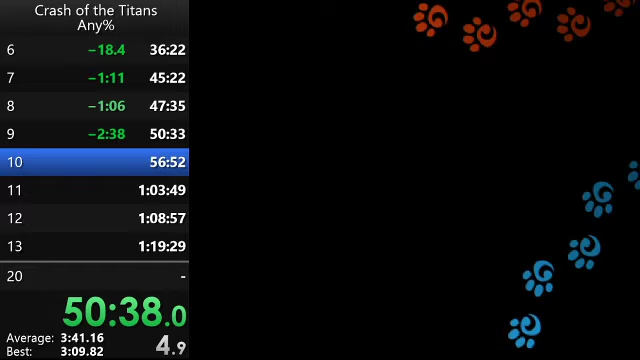 Crash of the Titans
Any%
6 −18.4 36:22
7 −1:11 45:22
8 −1:06 47:35
9 −2:38 50:33
10 56:52
11 1:03:49
12 1:08:57
13 1:19:29
20 -
50:38.0
Average: 3:41.16
Best: 3:09.82
4.9